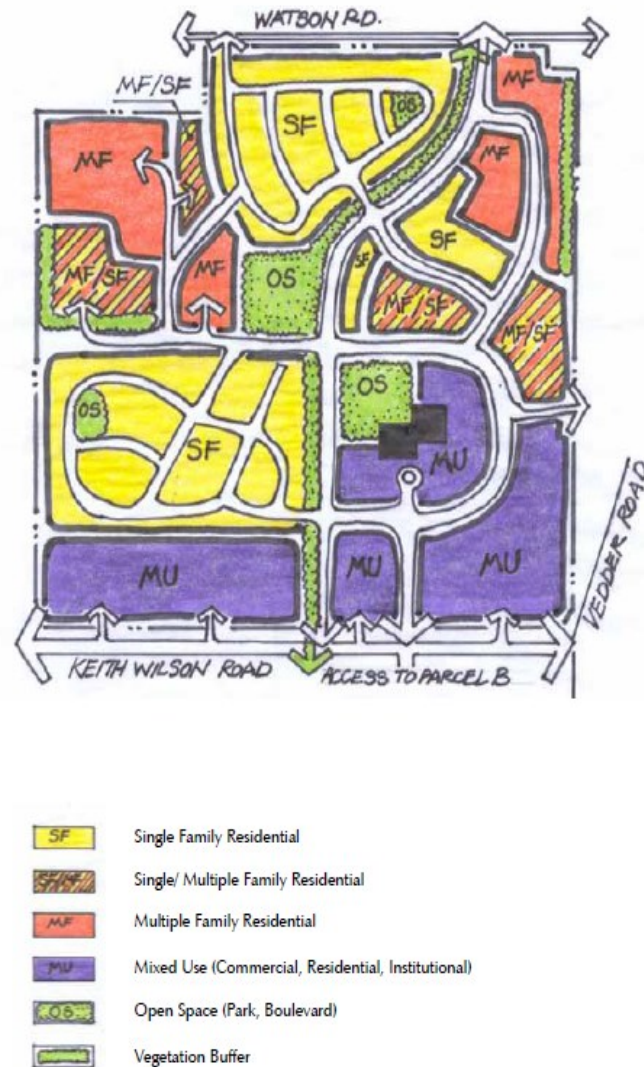 WATSON RD.
MF/SF
MF
SF
OS
MF
MF
MF/SF
MF
OS
SF
SF
MF/SF
MF/SF
OS
SF
OS
MU
MU
MU
MU
VEDDER ROAD
KEITH WILSON ROAD
ACCESS TO PARCEL B
SF Single Family Residential
SF/MF Single/ Multiple Family Residential
MF Multiple Family Residential
MU Mixed Use (Commercial, Residential, Institutional)
OS Open Space (Park, Boulevard)
Vegetation Buffer